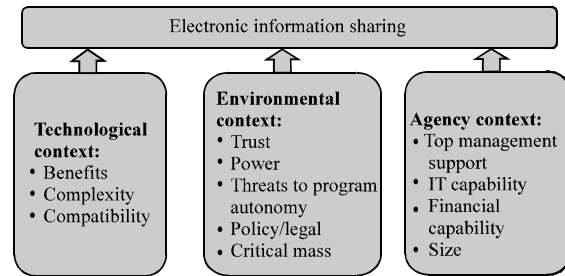 Electronic information sharing
Technological
context:
• Benefits
• Complexity
• Compatibility
Environmental
context:
• Trust
• Power
• Threats to program
autonomy
• Policy/legal
• Critical mass
Agency context:
• Top management
support
• IT capability
• Financial
capability
• Size